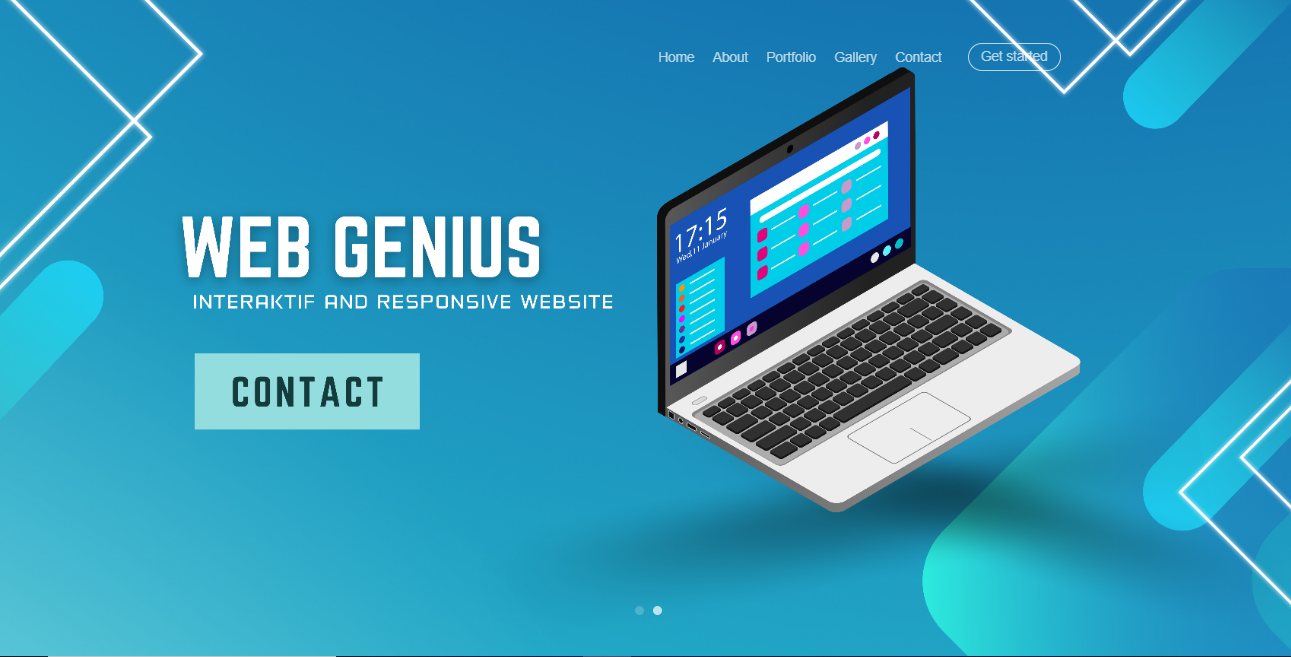 Home About Portfolio Gallery Contact Get started
WEB GENIUS
INTERAKTIF AND RESPONSIVE WEBSITE
CONTACT
17:15
Wed,11 January